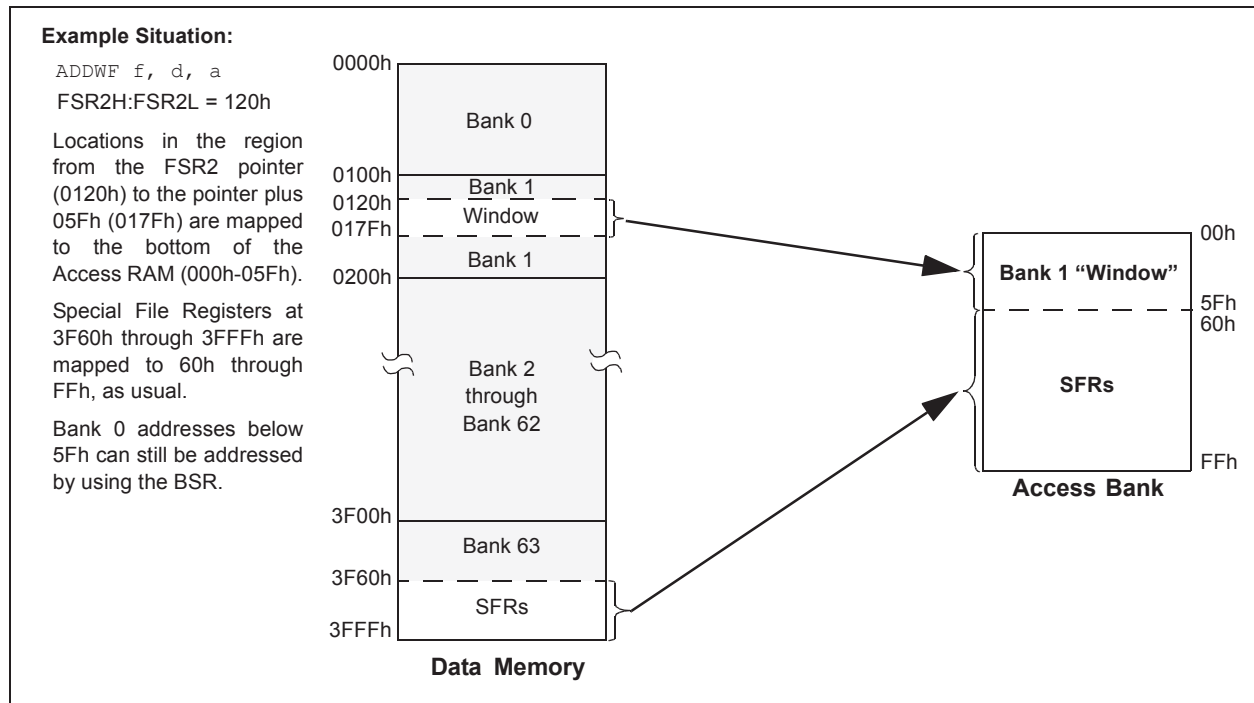 Example Situation:
ADDWF f, d, a
FSR2H:FSR2L = 120h
Locations in the region
from the FSR2 pointer
(0120h) to the pointer plus
05Fh (017Fh) are mapped
to the bottom of the
Access RAM (000h-05Fh).
Special File Registers at
3F60h through 3FFFh are
mapped to 60h through
FFh, as usual.
Bank 0 addresses below
5Fh can still be addressed
by using the BSR.
0000h
Bank 0
0100h
Bank 1
0120h
Window
017Fh
Bank 1
0200h
Bank 2
through
Bank 62
3F00h
Bank 63
3F60h
SFRs
3FFFh
Data Memory
00h
Bank 1 “Window”
5Fh
60h
SFRs
FFh
Access Bank